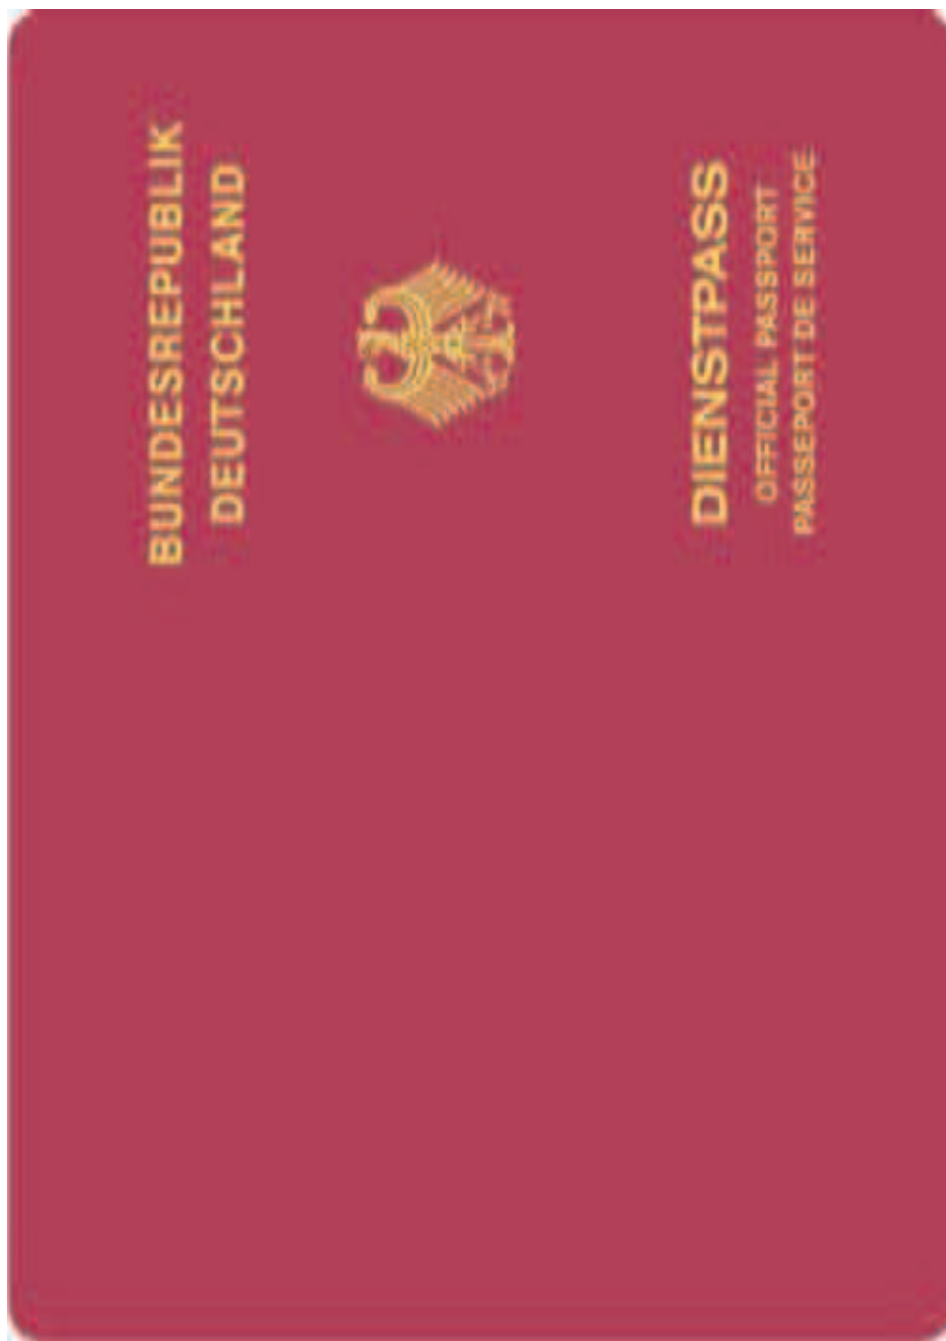 BUNDESREPUBLIK
DEUTSCHLAND
DIENSTPASS
OFFICIAL PASSPORT
PASSEPORT DE SERVICE